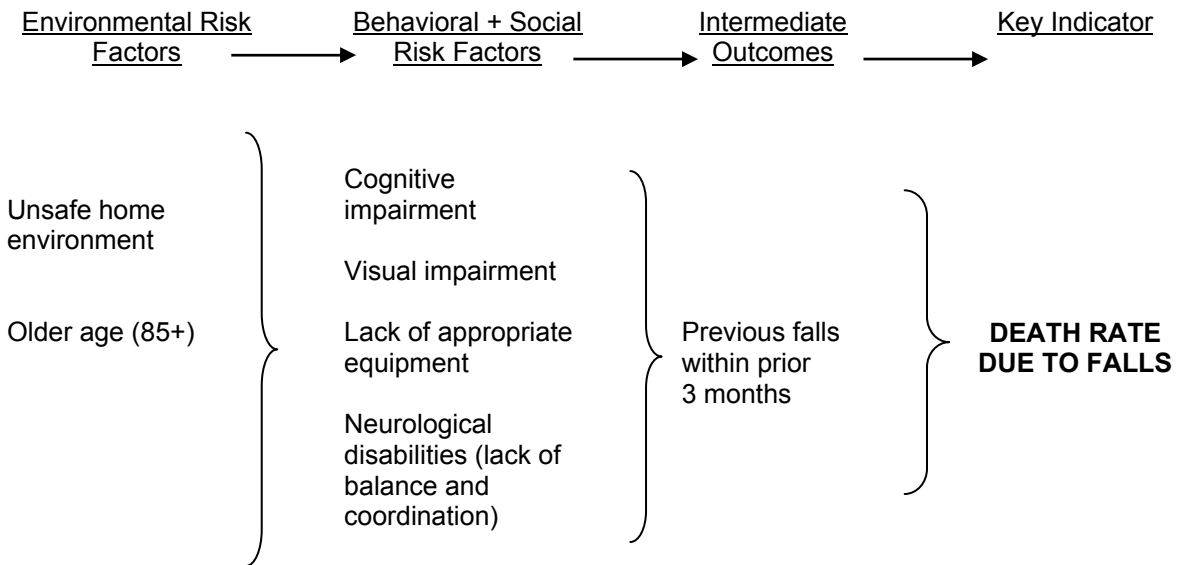 Environmental Risk
Factors
Behavioral + Social
Risk Factors
Intermediate
Outcomes
Key Indicator
Unsafe home
environment
Older age (85+)
Cognitive
impairment
Visual impairment
Lack of appropriate
equipment
Neurological
disabilities (lack of
balance and
coordination)
Previous falls
within prior
3 months
DEATH RATE
DUE TO FALLS